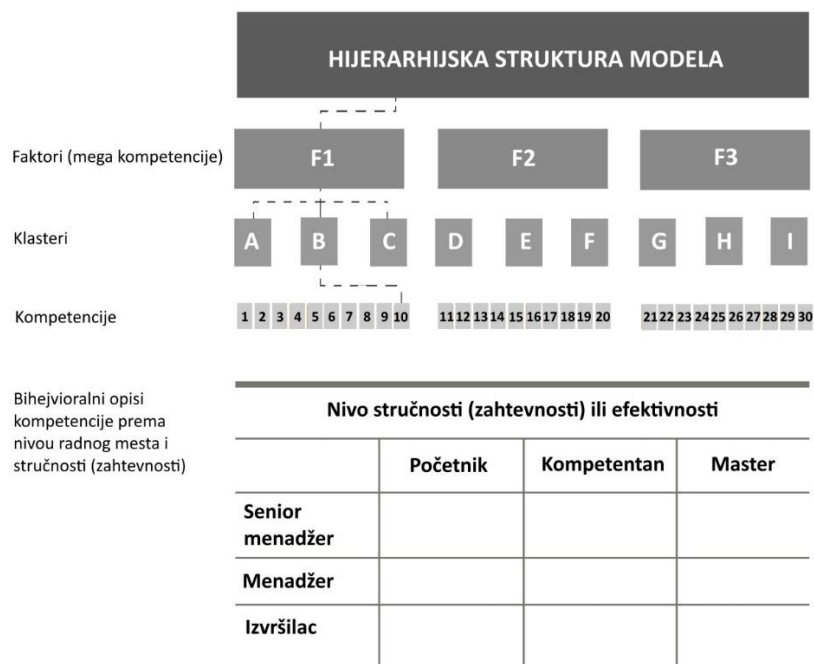 HIJERARHIJSKA STRUKTURA MODELA
Faktori (mega kompetencije)
F1 F2 F3
Klasteri
A B C D E F G H I
Kompetencije
1 2 3 4 5 6 7 8 9 10 11 12 13 14 15 16 17 18 19 20 21 22 23 24 25 26 27 28 29 30
Bihejvioralni opisi
kompetencije prema
nivou radnog mesta i
stručnosti (zahtevnosti)
Nivo stručnosti (zahtevnosti) ili efektivnosti
Početnik Kompetentan Master
Senior
menadžer
Menadžer
Izvršilac